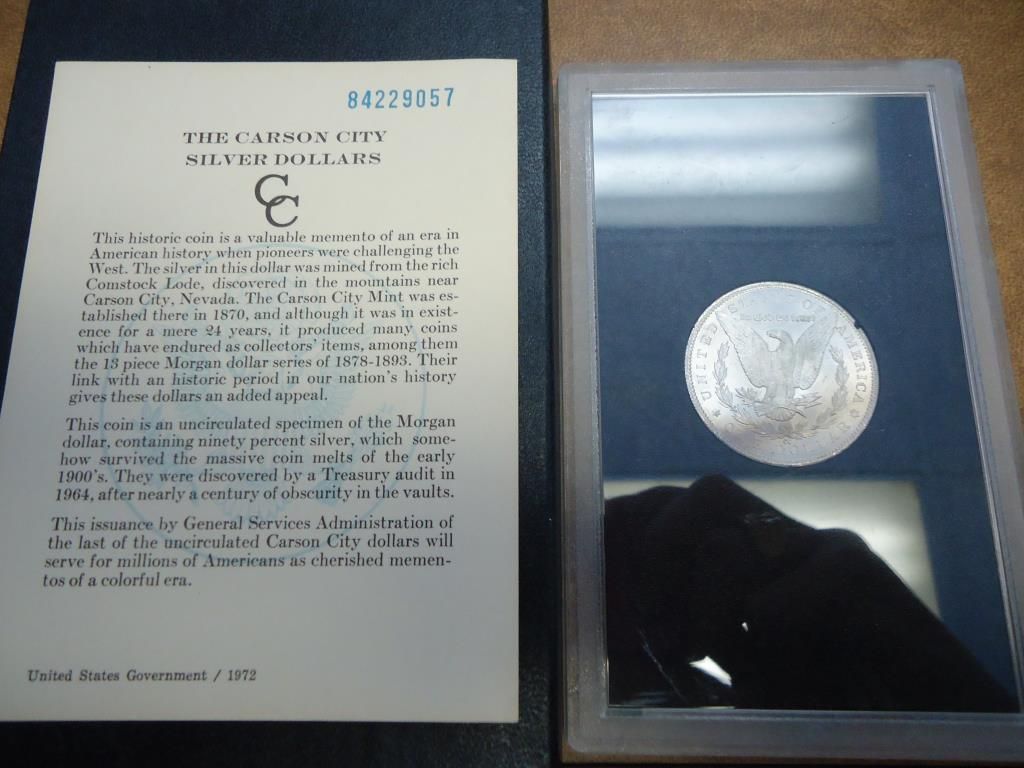 84229057
THE CARSON CITY
SILVER DOLLARS
CC
This historic coin is a valuable memento of an era in
American history when pioneers were challenging the
West. The silver in this dollar was mined from the rich
Comstock Lode, discovered in the mountains near
Carson City, Nevada. The Carson City Mint was es-
tablished there in 1870, and although it was in exist-
ence for a mere 24 years, it produced many coins
which have endured as collectors' items, among them
the 13 piece Morgan dollar series of 1878-1893. Their
link with an historic period in our nation's history
gives these dollars an added appeal.
This coin is an uncirculated specimen of the Morgan
dollar, containing ninety percent silver, which some-
how survived the massive coin melts of the early
1900's. They were discovered by a Treasury audit in
1964, after nearly a century of obscurity in the vaults.
This issuance by General Services Administration of
the last of the uncirculated Carson City dollars will
serve for millions of Americans as cherished memen-
tos of a colorful era.
United States Government / 1972
UNITED STATES OF AMERICA
In God we trust